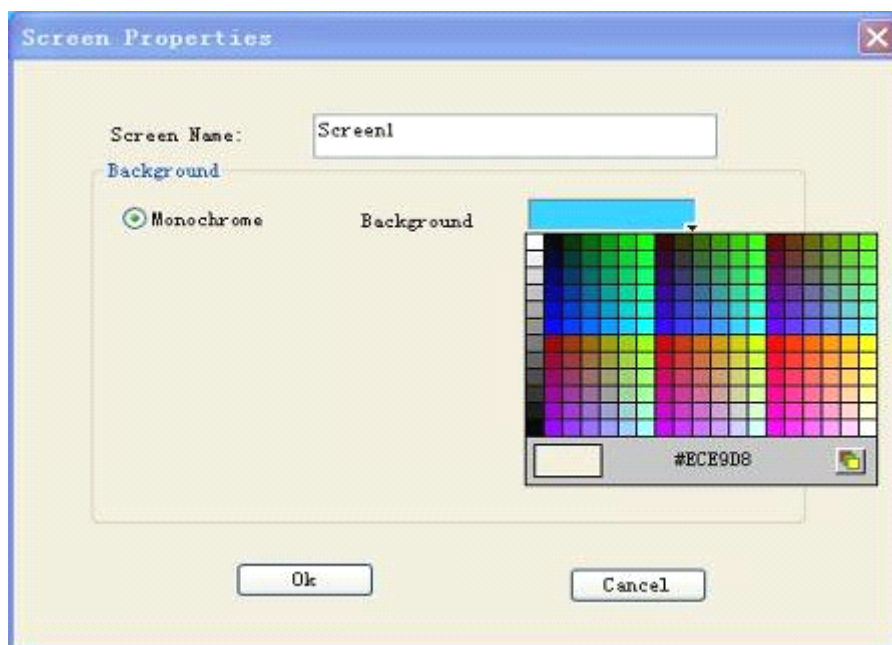 Screen Properties
Screen Name: Screen1
Background
Monochrome Background
#ECE9D8
Ok Cancel